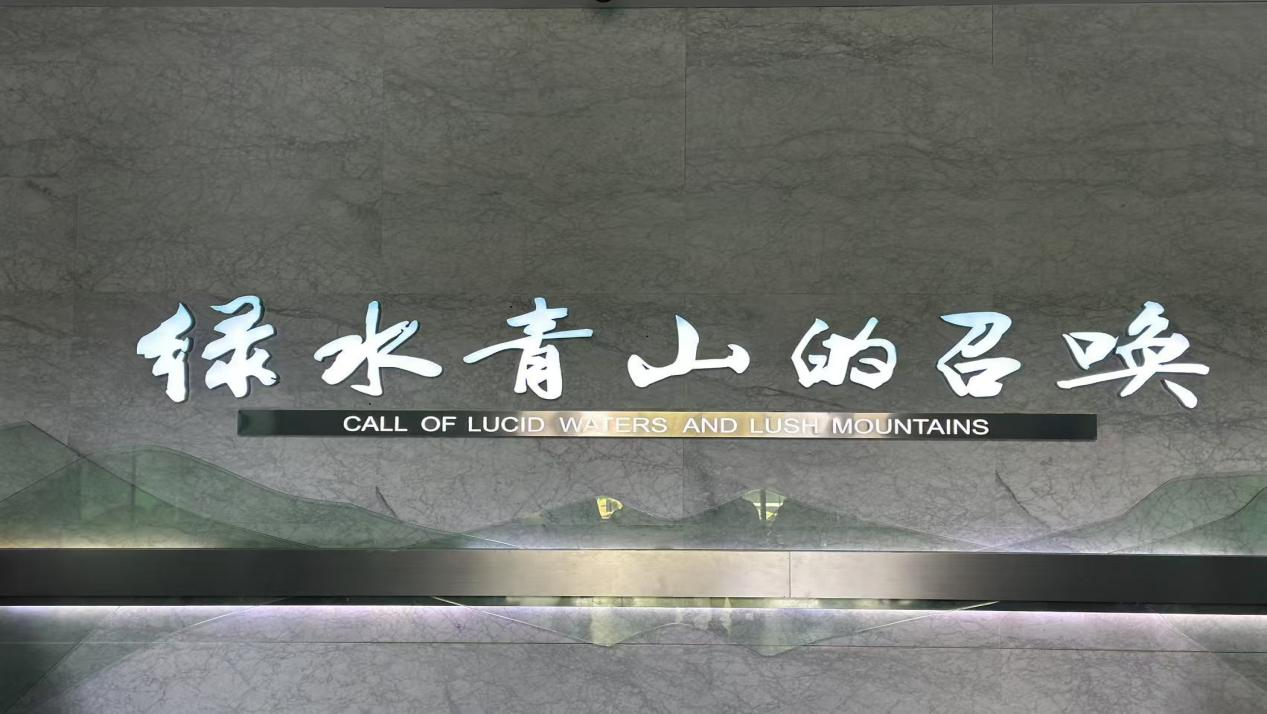 绿水青山的召唤
CALL OF LUCID WATERS AND LUSH MOUNTAINS